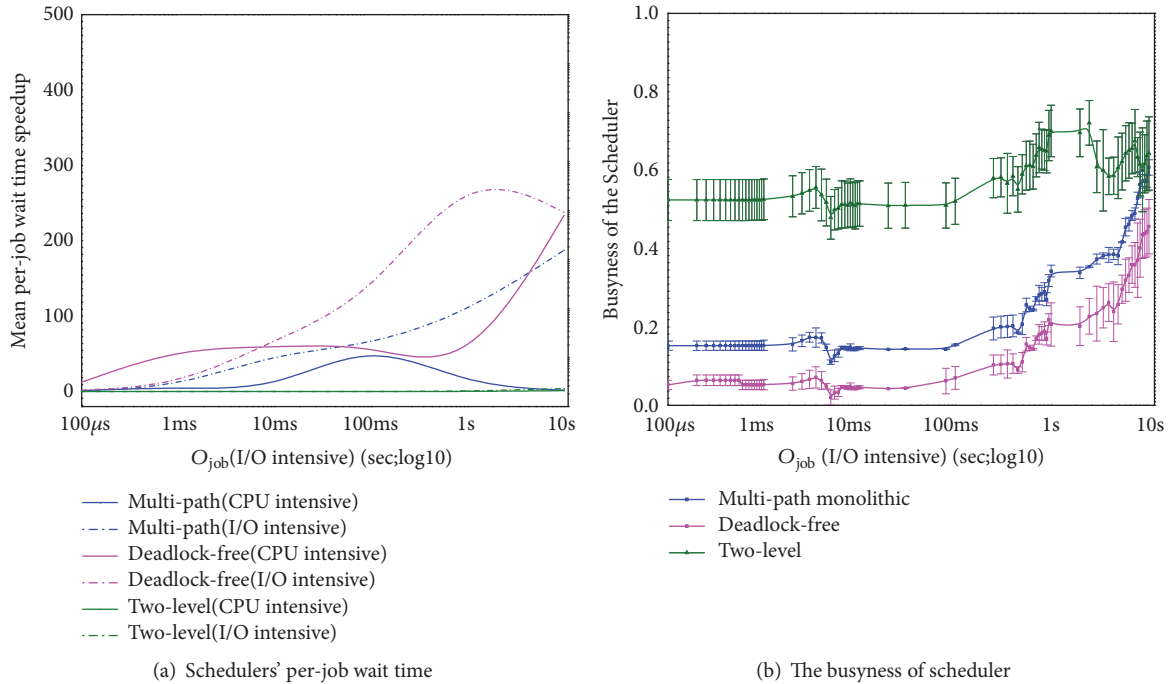 500
400
300
200
100
0
Mean per-job wait time speedup
100μs
1ms
10ms
100ms
1s
10s
O_job(I/O intensive) (sec;log10)
Multi-path(CPU intensive)
Multi-path(I/O intensive)
Deadlock-free(CPU intensive)
Deadlock-free(I/O intensive)
Two-level(CPU intensive)
Two-level(I/O intensive)
(a) Schedulers' per-job wait time
1.0
0.8
0.6
0.4
0.2
0.0
Busyness of the Scheduler
100μs
1ms
10ms
100ms
1s
10s
O_job (I/O intensive) (sec;log10)
Multi-path monolithic
Deadlock-free
Two-level
(b) The busyness of scheduler